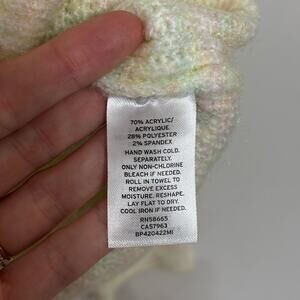 70% ACRYLIC/
ACRYLIQUE
28% POLYESTER
2% SPANDEX
HAND WASH COLD.
SEPARATELY.
ONLY NON-CHLORINE
BLEACH IF NEEDED.
ROLL IN TOWEL TO
REMOVE EXCESS
MOISTURE. RESHAPE.
LAY FLAT TO DRY.
COOL IRON IF NEEDED.
RN58665
CA57963
BP420422MI